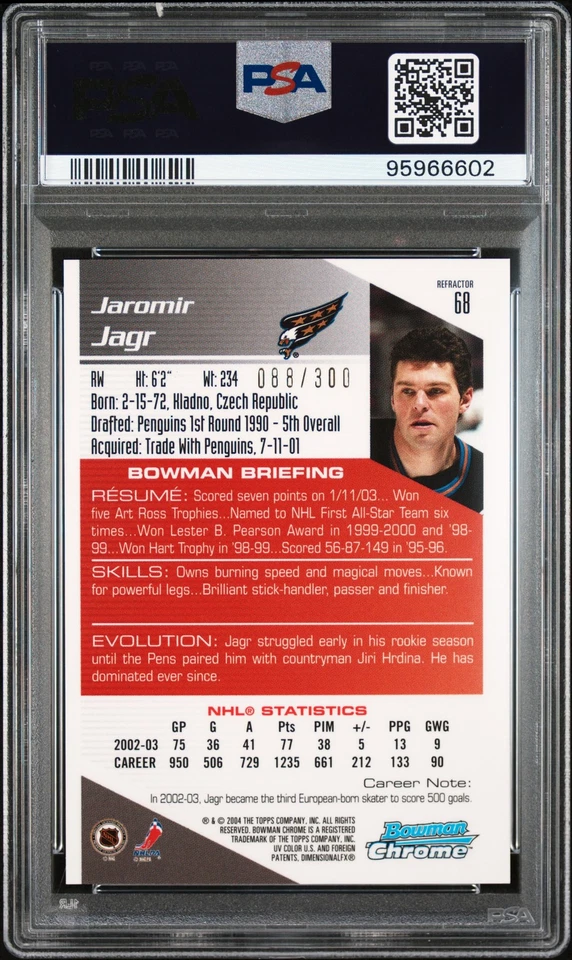 PSA
PSA
95966602
REFRACTOR
68
Jaromir
Jagr
RW Ht: 6'2" Wt: 234 088/300
Born: 2-15-72, Kladno, Czech Republic
Drafted: Penguins 1st Round 1990 - 5th Overall
Acquired: Trade With Penguins, 7-11-01
BOWMAN BRIEFING
RÉSUMÉ: Scored seven points on 1/11/03... Won
five Art Ross Trophies...Named to NHL First All-Star Team six
times...Won Lester B. Pearson Award in 1999-2000 and '98-
99...Won Hart Trophy in '98-99...Scored 56-87-149 in '95-96.
SKILLS: Owns burning speed and magical moves...Known
for powerful legs...Brilliant stick-handler, passer and finisher.
EVOLUTION: Jagr struggled early in his rookie season
until the Pens paired him with countryman Jiri Hrdina. He has
dominated ever since.
NHL® STATISTICS
GP G A Pts PIM +/- PPG GWG
2002-03 75 36 41 77 38 5 13 9
CAREER 950 506 729 1235 661 212 133 90
Career Note:
In 2002-03, Jagr became the third European-born skater to score 500 goals.
® & © 2004 THE TOPPS COMPANY, INC. ALL RIGHTS
RESERVED. BOWMAN CHROME IS A REGISTERED
TRADEMARK OF THE TOPPS COMPANY, INC.
UV COLOR U.S. AND FOREIGN
PATENTS, DIMENSIONALFX®
NHLPA
Bowman
Chrome
PSA